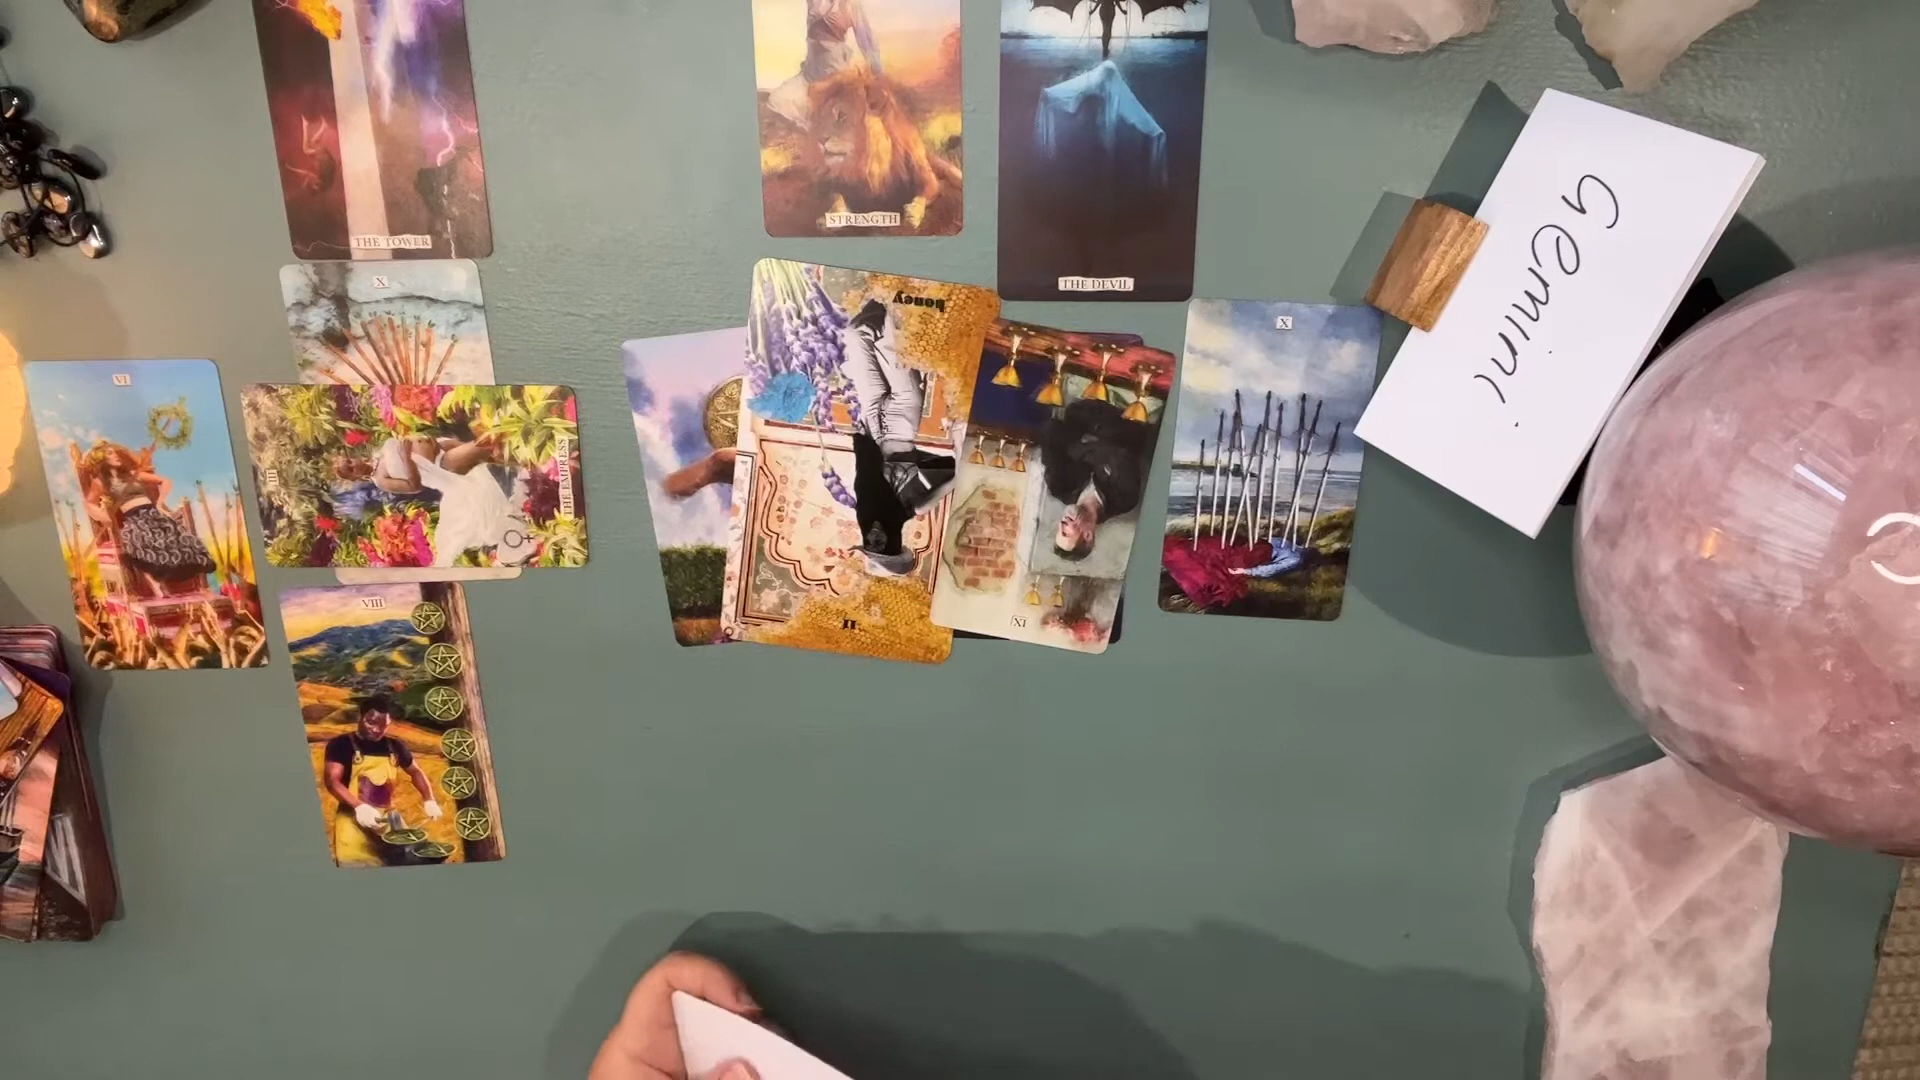 THE TOWER
STRENGTH
THE DEVIL
Gemini
X
X
honey
VI
III
THE EMPRESS
VIII
II
IX